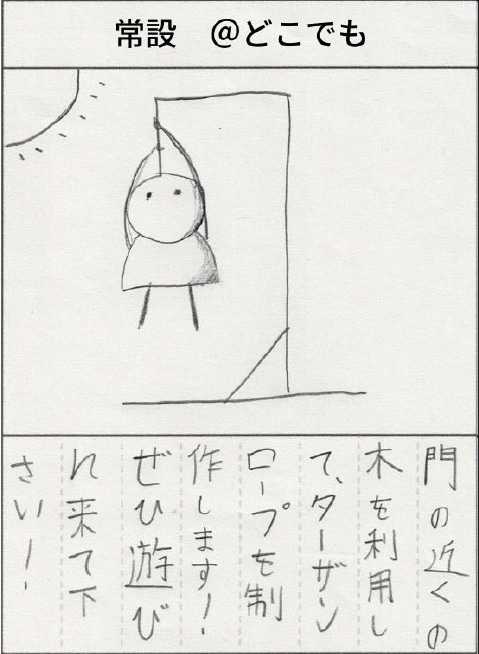 常設　@どこでも
門の近くの
木を利用し
て、ターザン
ロープを制
作します!
ぜひ遊び
に来て下
さい!